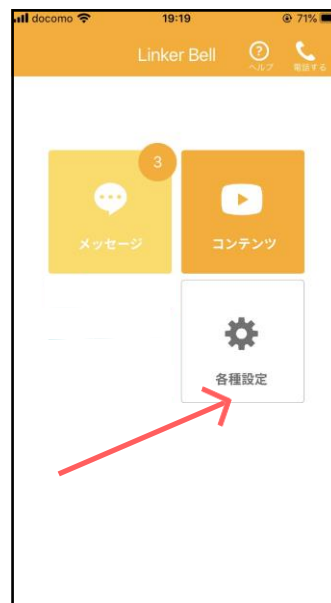 docomo 19:19 71%
Linker Bell
ヘルプ 電話する
3
メッセージ コンテンツ
各種設定